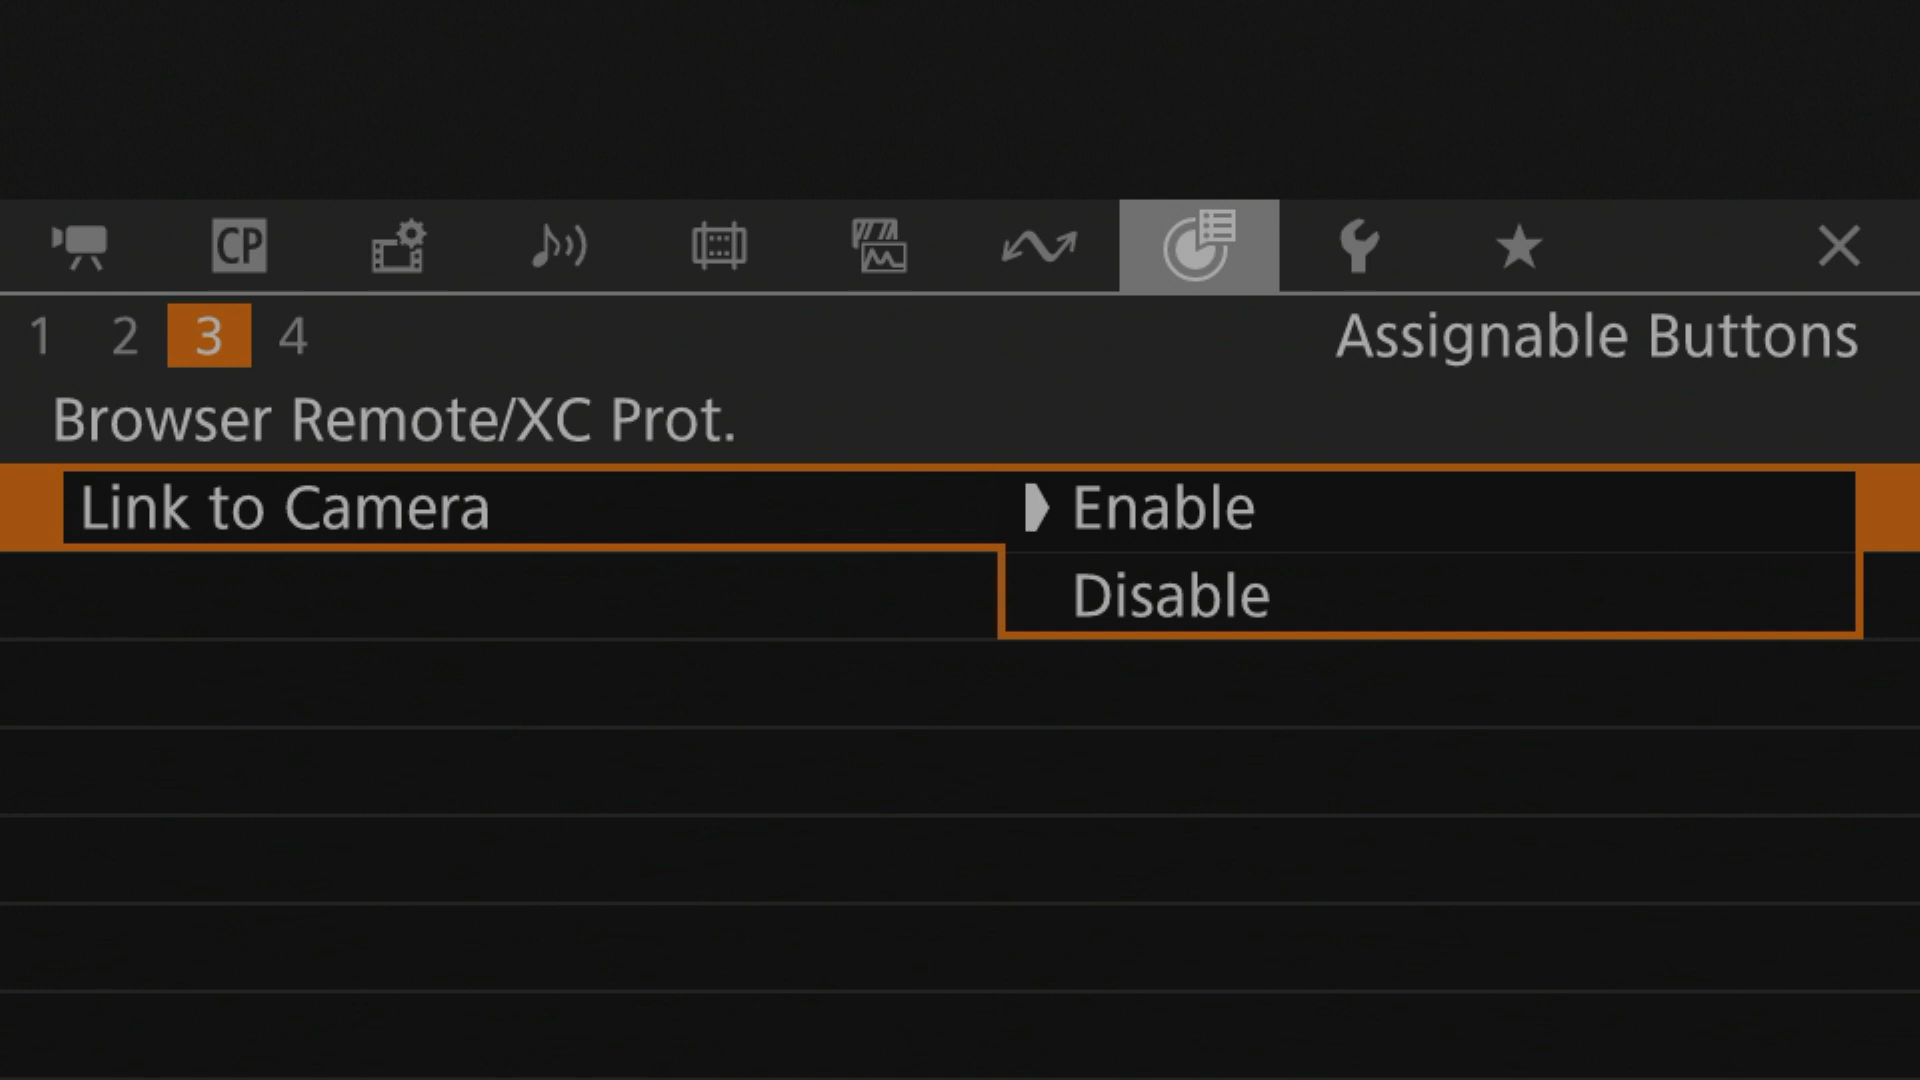 CP
1 2 3 4 Assignable Buttons
Browser Remote/XC Prot.
Link to Camera Enable
Disable